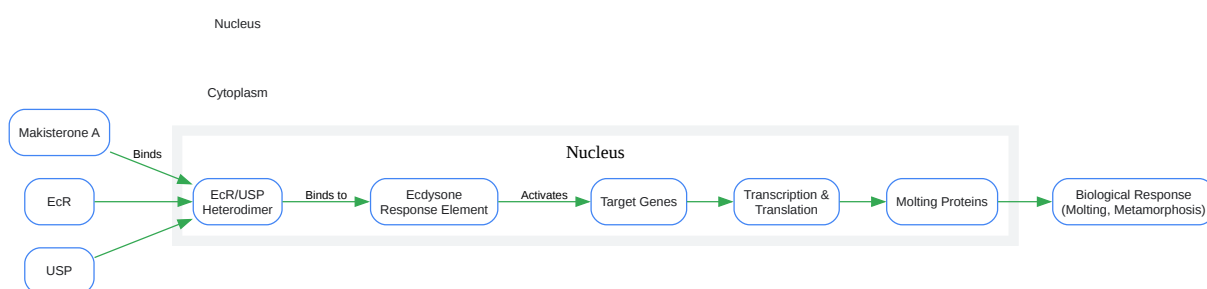 Nucleus
Cytoplasm
Makisterone A
Binds
Nucleus
EcR
EcR/USP
Heterodimer
Binds to
Ecdysone
Response Element
Activates
Target Genes
Transcription &
Translation
Molting Proteins
Biological Response
(Molting, Metamorphosis)
USP